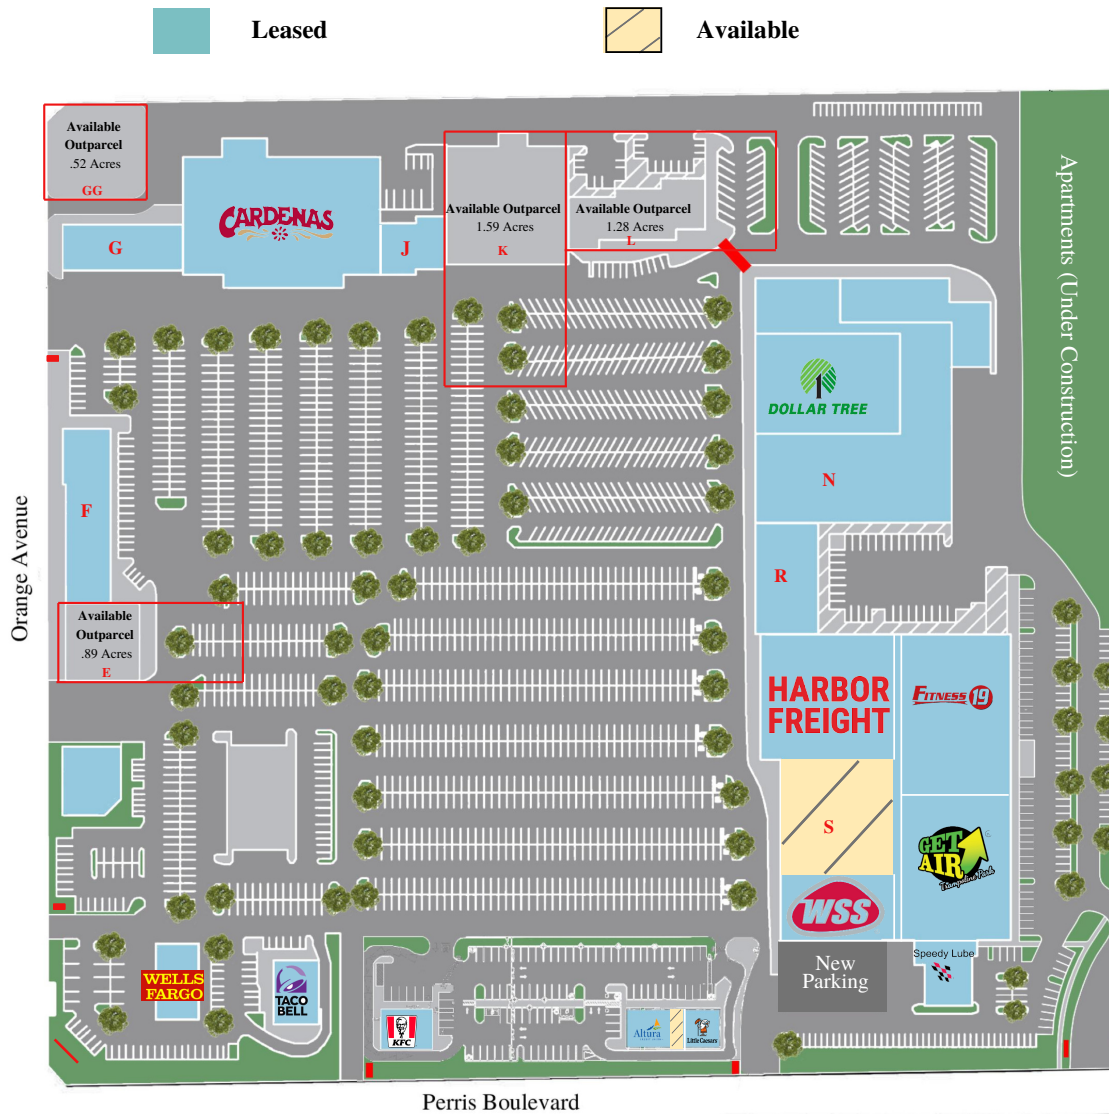 Leased
Available
Available
Outparcel
.52 Acres
GG
CARDENAS
G
J
Available Outparcel
1.59 Acres
K
Available Outparcel
1.28 Acres
L
Apartments (Under Construction)
DOLLAR TREE
N
F
R
Orange Avenue
Available
Outparcel
.89 Acres
E
HARBOR
FREIGHT
FITNESS 19
S
GET
AIR
Trampoline Park
WSS
New
Parking
Speedy Lube
WELLS
FARGO
TACO
BELL
KFC
Altura
Little Caesars
Perris Boulevard